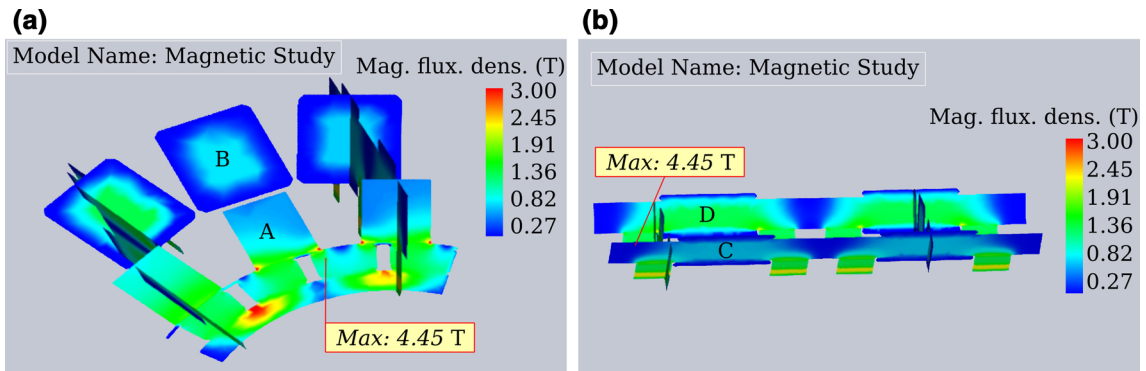 (a)
Model Name: Magnetic Study
Mag. flux. dens. (T)
3.00
2.45
1.91
1.36
0.82
0.27
B
A
Max: 4.45 T
(b)
Model Name: Magnetic Study
Mag. flux. dens. (T)
3.00
2.45
1.91
1.36
0.82
0.27
Max: 4.45 T
D
C